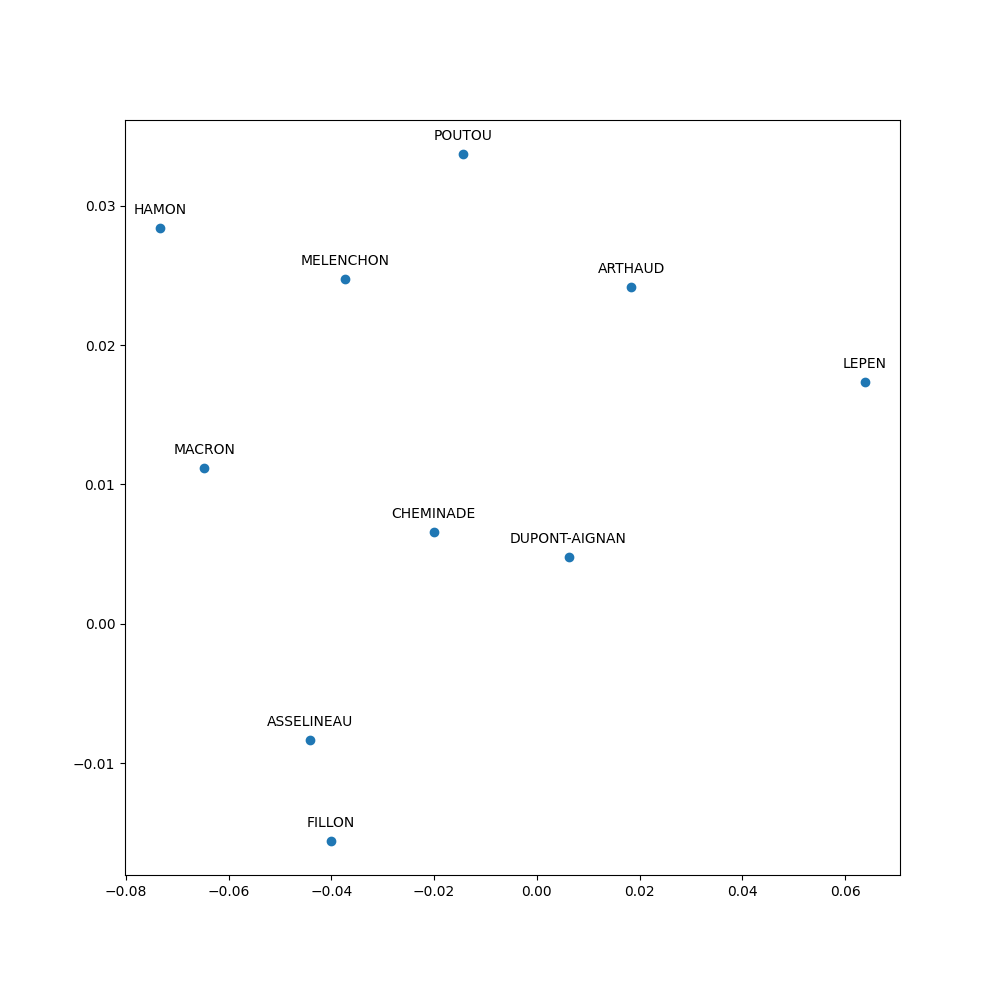 POUTOU
HAMON
0.03
MELENCHON
ARTHAUD
0.02
LEPEN
MACRON
0.01
CHEMINADE
DUPONT-AIGNAN
0.00
ASSELINEAU
−0.01
FILLON
−0.08 −0.06 −0.04 −0.02 0.00 0.02 0.04 0.06